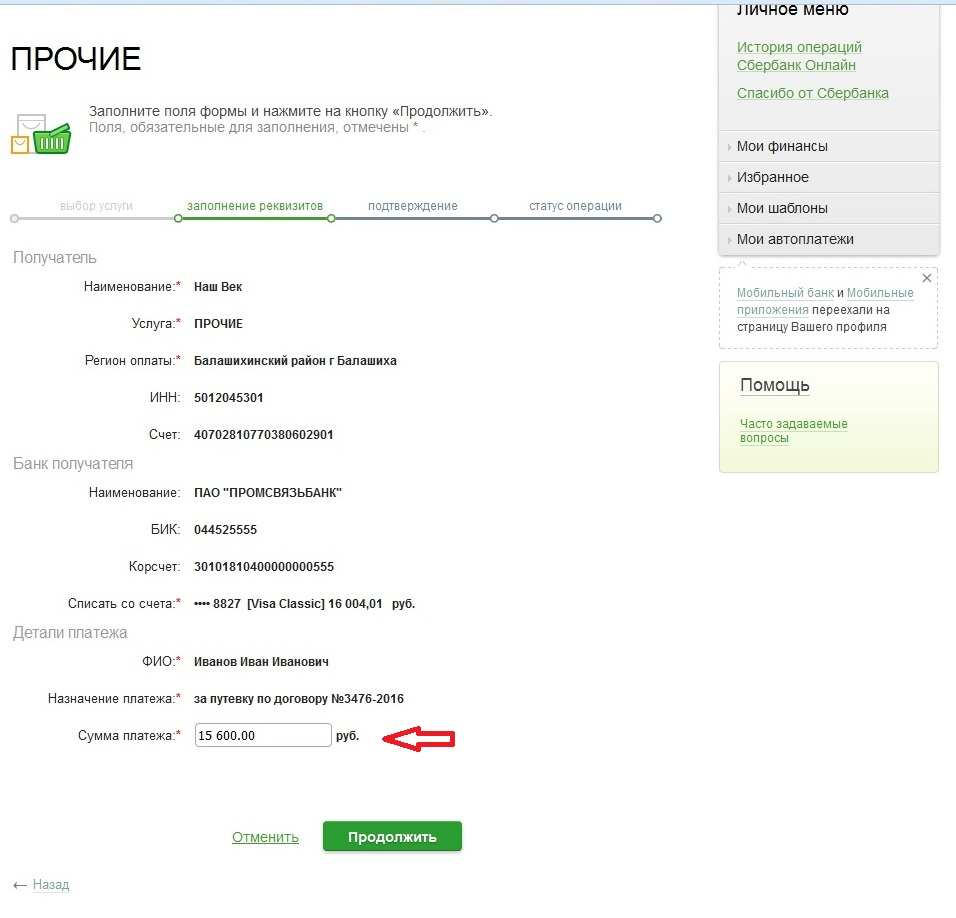 ПРОЧИЕ
Заполните поля формы и нажмите на кнопку «Продолжить».
Поля, обязательные для заполнения, отмечены * .
выбор услуги
заполнение реквизитов
подтверждение
статус операции
Получатель
Наименование:* Наш Век
Услуга:* ПРОЧИЕ
Регион оплаты:* Балашихинский район г Балашиха
ИНН: 5012045301
Счет: 40702810770380602901
Банк получателя
Наименование: ПАО "ПРОМСВЯЗЬБАНК"
БИК: 044525555
Корсчет: 30101810400000000555
Списать со счета:* •••• 8827 [Visa Classic] 16 004,01 руб.
Детали платежа
ФИО:* Иванов Иван Иванович
Назначение платежа:* за путевку по договору №3476-2016
Сумма платежа:* 15 600.00 руб.
Отменить
Продолжить
← Назад
Личное меню
История операций
Сбербанк Онлайн
Спасибо от Сбербанка
Мои финансы
Избранное
Мои шаблоны
Мои автоплатежи
Мобильный банк и Мобильные
приложения переехали на
страницу Вашего профиля
Помощь
Часто задаваемые
вопросы